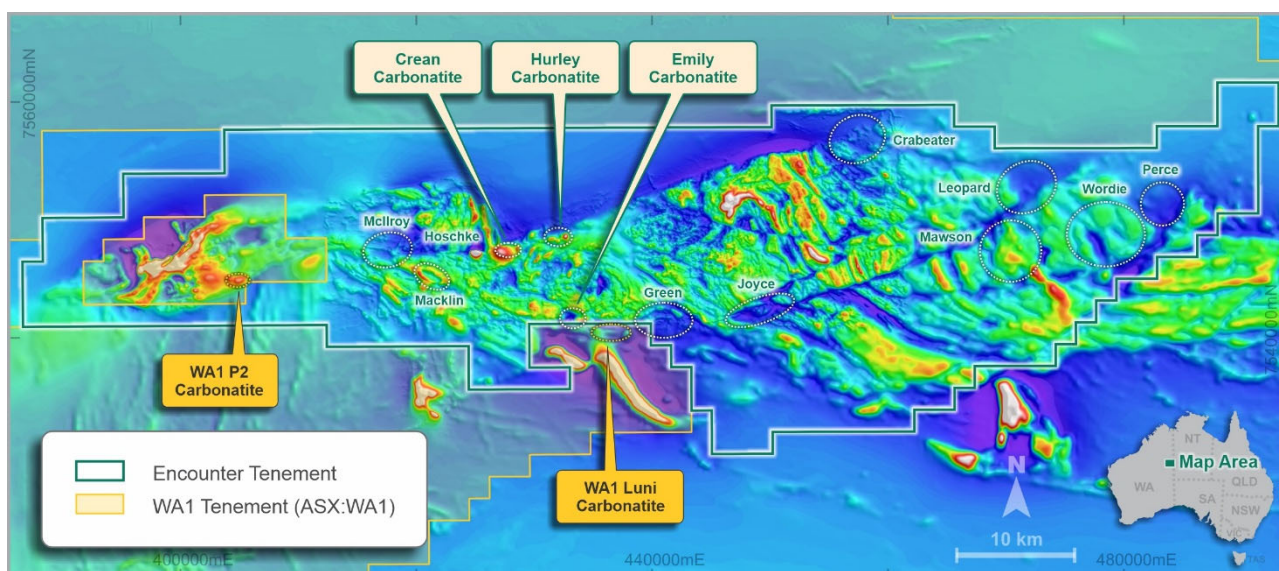 Crean
Carbonatite
Hurley
Carbonatite
Emily
Carbonatite
7560000mN
Crabeater
Leopard
Wordie
Perce
McIlroy
Hoschke
Mawson
Macklin
Green
Joyce
WA1 P2
Carbonatite
7540000mN
WA1 Luni
Carbonatite
Encounter Tenement
WA1 Tenement (ASX:WA1)
N
10 km
400000mE
440000mE
480000mE
Map Area
NT
WA
QLD
SA
NSW
VIC
TAS